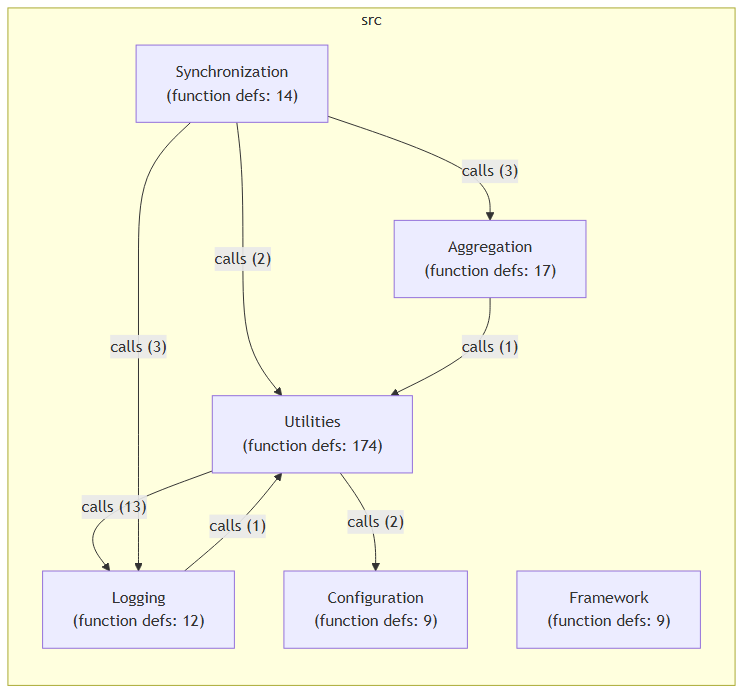 src
Synchronization
(function defs: 14)
calls (3)
Aggregation
(function defs: 17)
calls (2)
calls (3)
calls (1)
Utilities
(function defs: 174)
calls (13)
calls (1)
calls (2)
Logging
(function defs: 12)
Configuration
(function defs: 9)
Framework
(function defs: 9)